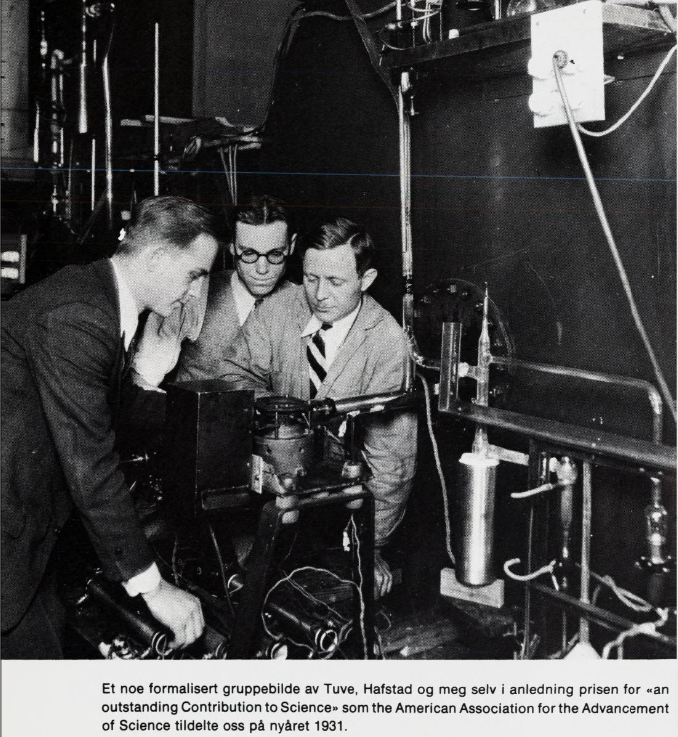 Et noe formalisert gruppebilde av Tuve, Hafstad og meg selv i anledning prisen for «an
outstanding Contribution to Science» som the American Association for the Advancement
of Science tildelte oss på nyåret 1931.